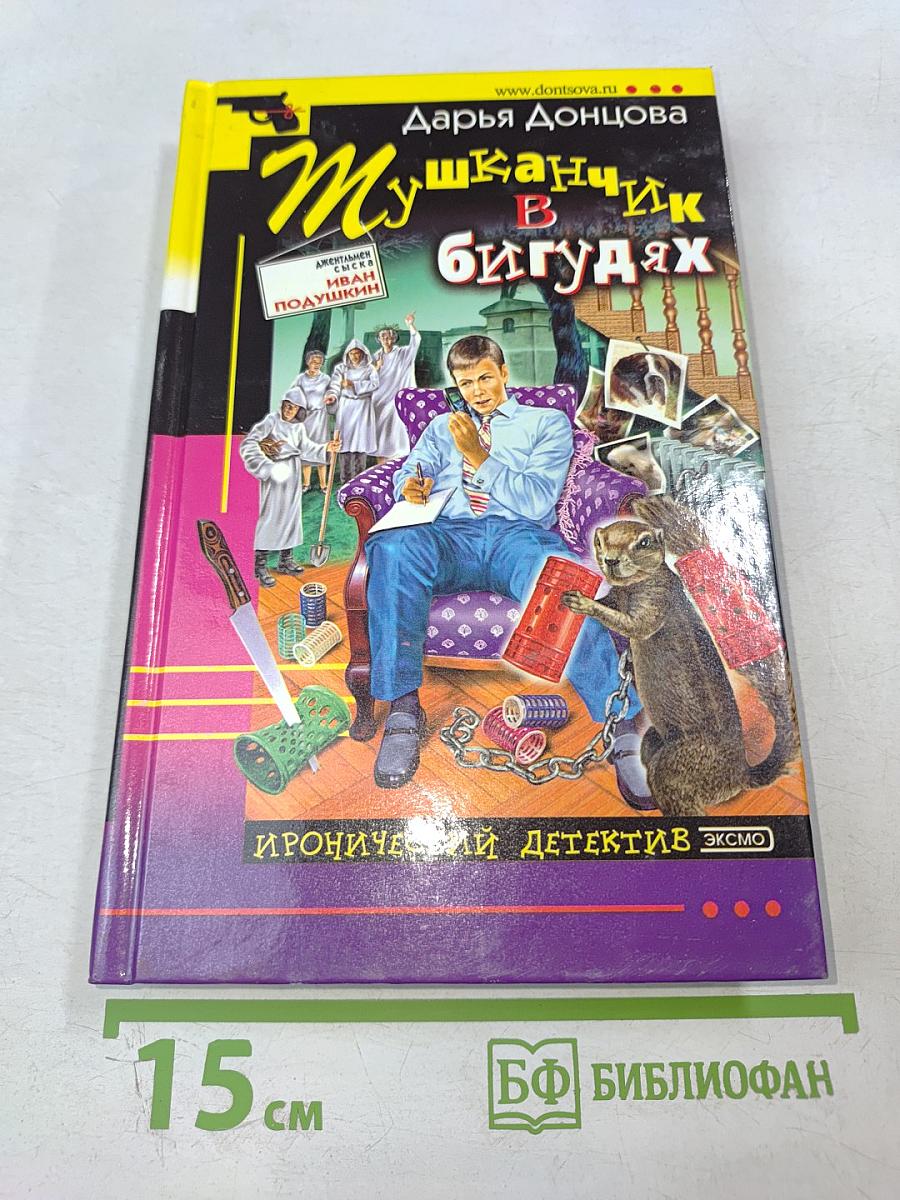 www.dontsova.ru
Дарья Донцова
Тушканчик
в
бигудях
джентльмен
сыска
ИВАН
ПОДУШКИН
ИРОНИЧЕСКИЙ ДЕТЕКТИВ ЭКСМО
15 см
БФ БИБЛИОФАН